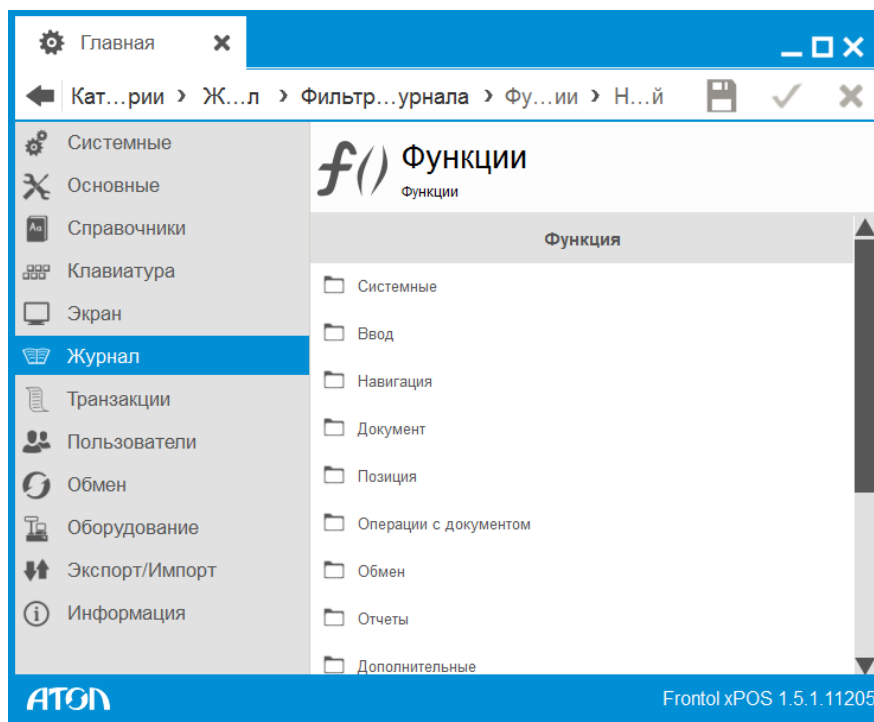 Главная
Кат...рии › Ж...л › Фильтр...урнала › Фу...ии › Н...й
Системные
Основные
Справочники
Клавиатура
Экран
Журнал
Транзакции
Пользователи
Обмен
Оборудование
Экспорт/Импорт
Информация
f() Функции
Функции
Функция
Системные
Ввод
Навигация
Документ
Позиция
Операции с документом
Обмен
Отчеты
Дополнительные
ATOL
Frontol xPOS 1.5.1.11205